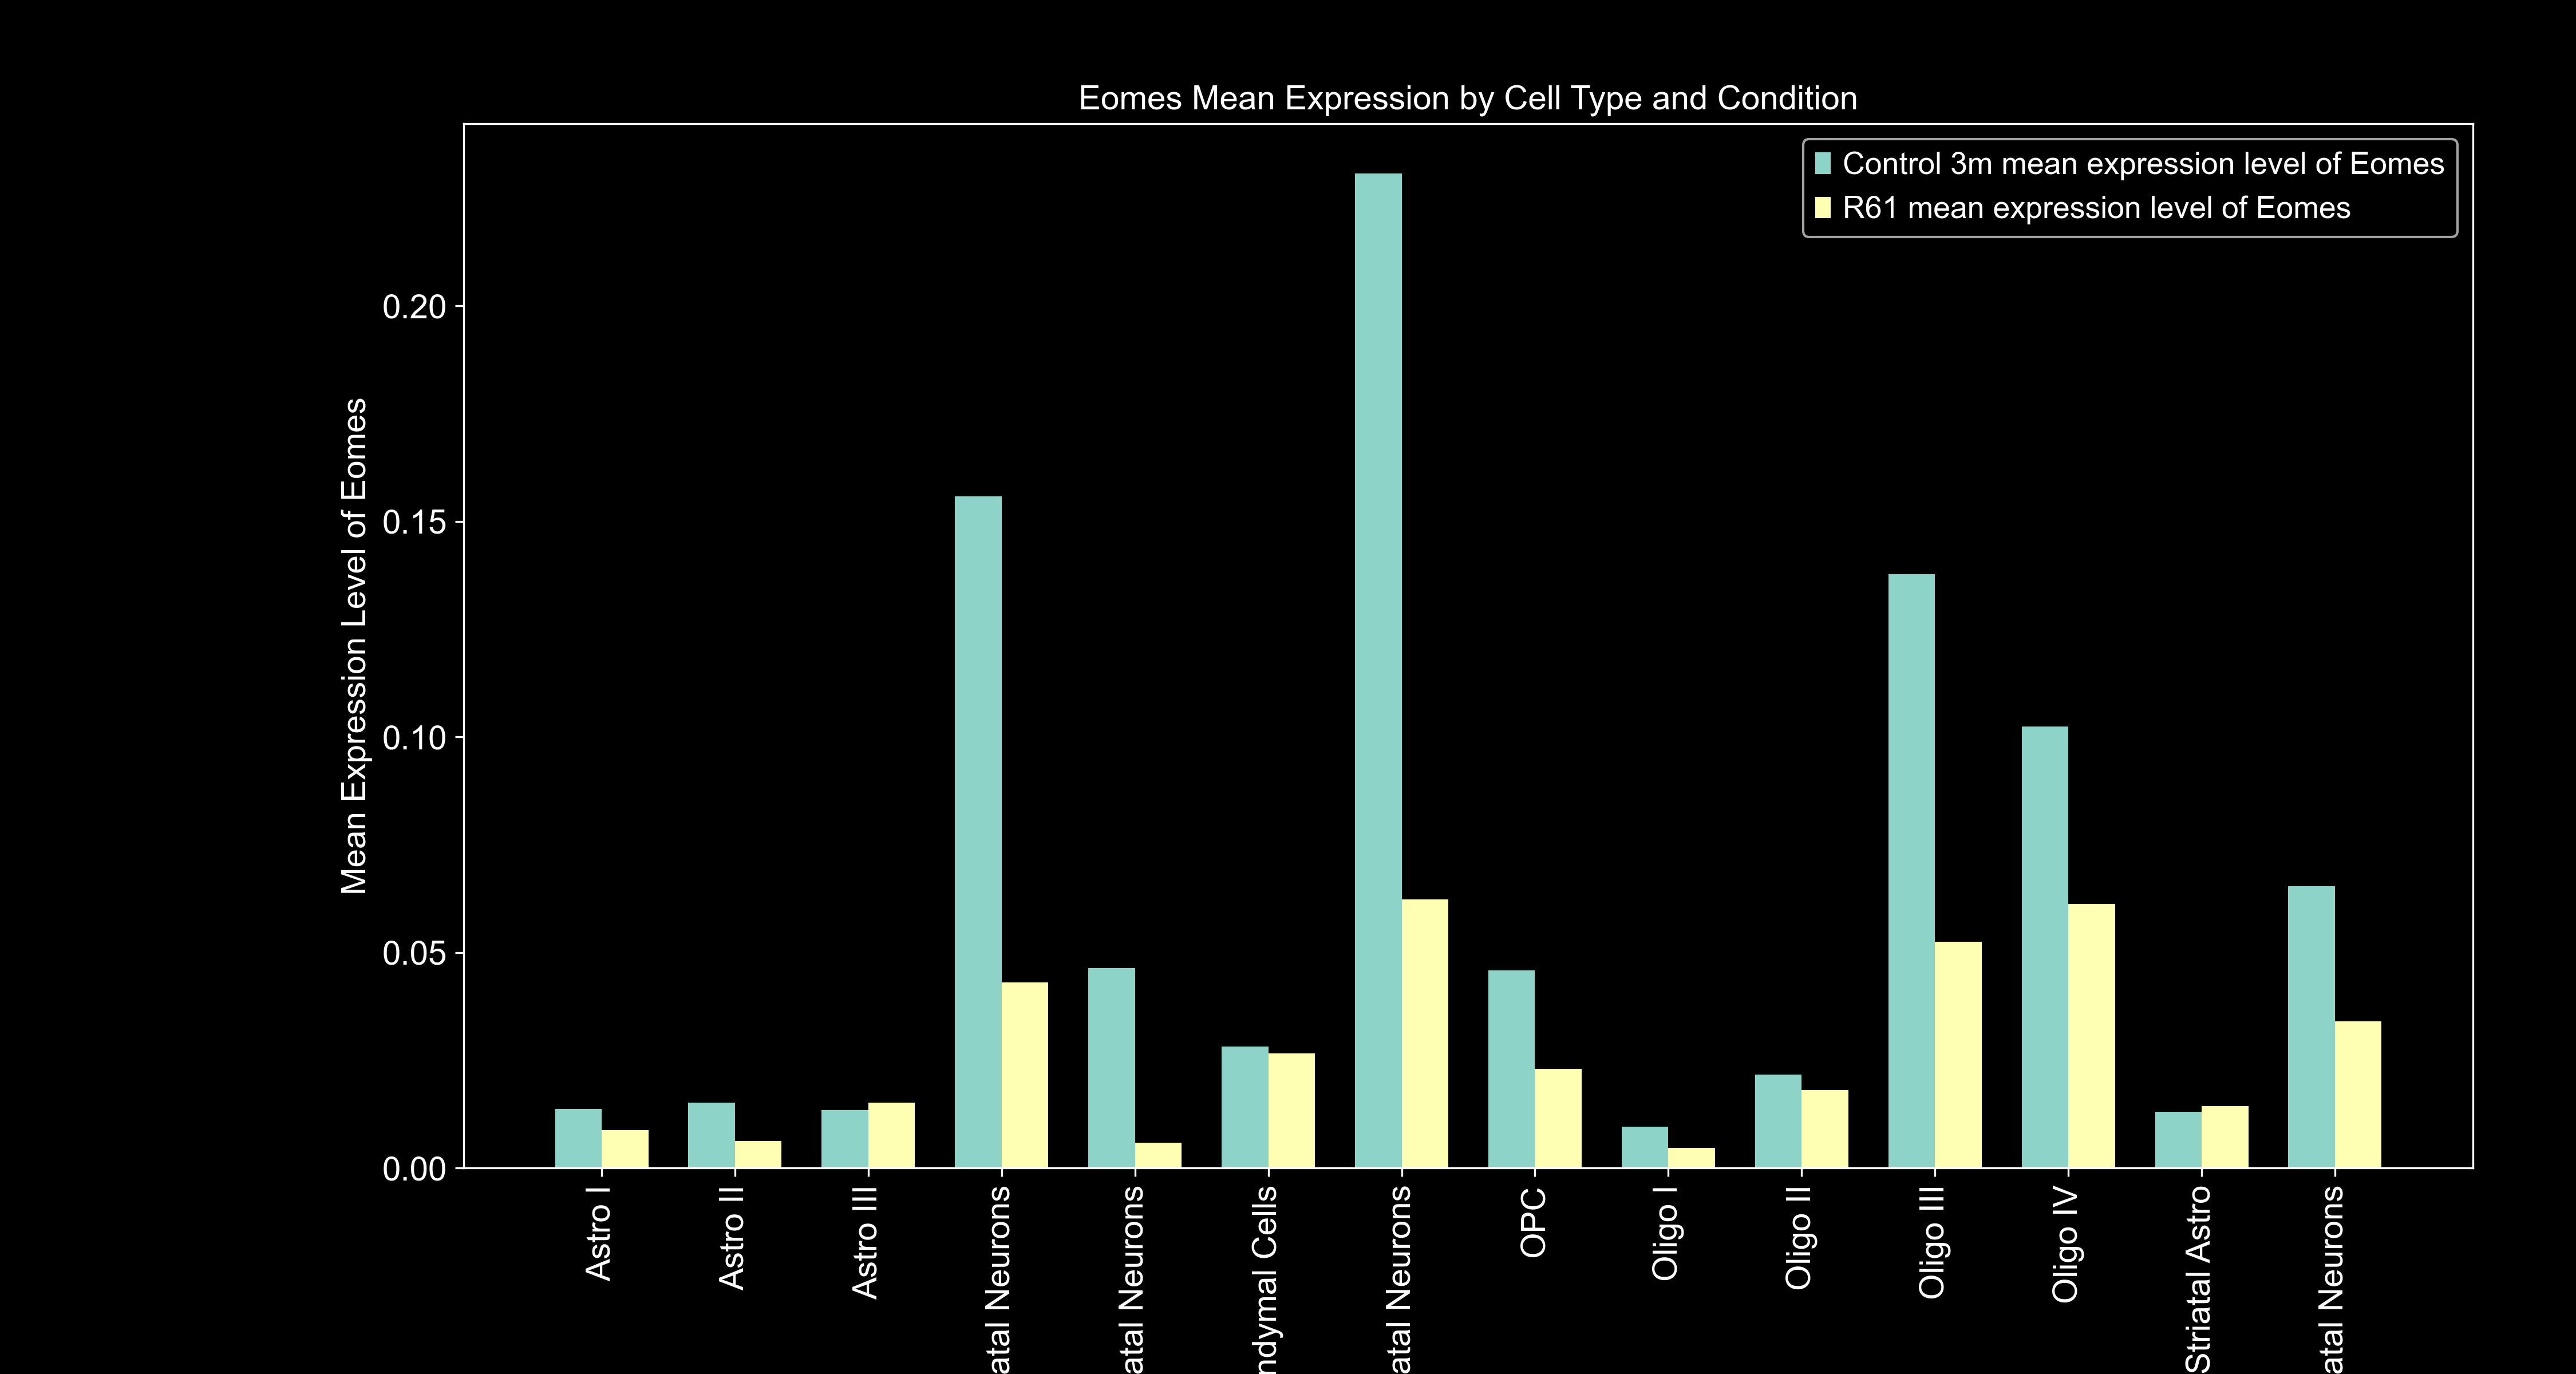 Eomes Mean Expression by Cell Type and Condition
Control 3m mean expression level of Eomes
R61 mean expression level of Eomes
Mean Expression Level of Eomes
0.20
0.15
0.10
0.05
0.00
Astro I
Astro II
Astro III
atal Neurons
atal Neurons
ndymal Cells
atal Neurons
OPC
Oligo I
Oligo II
Oligo III
Oligo IV
Striatal Astro
atal Neurons